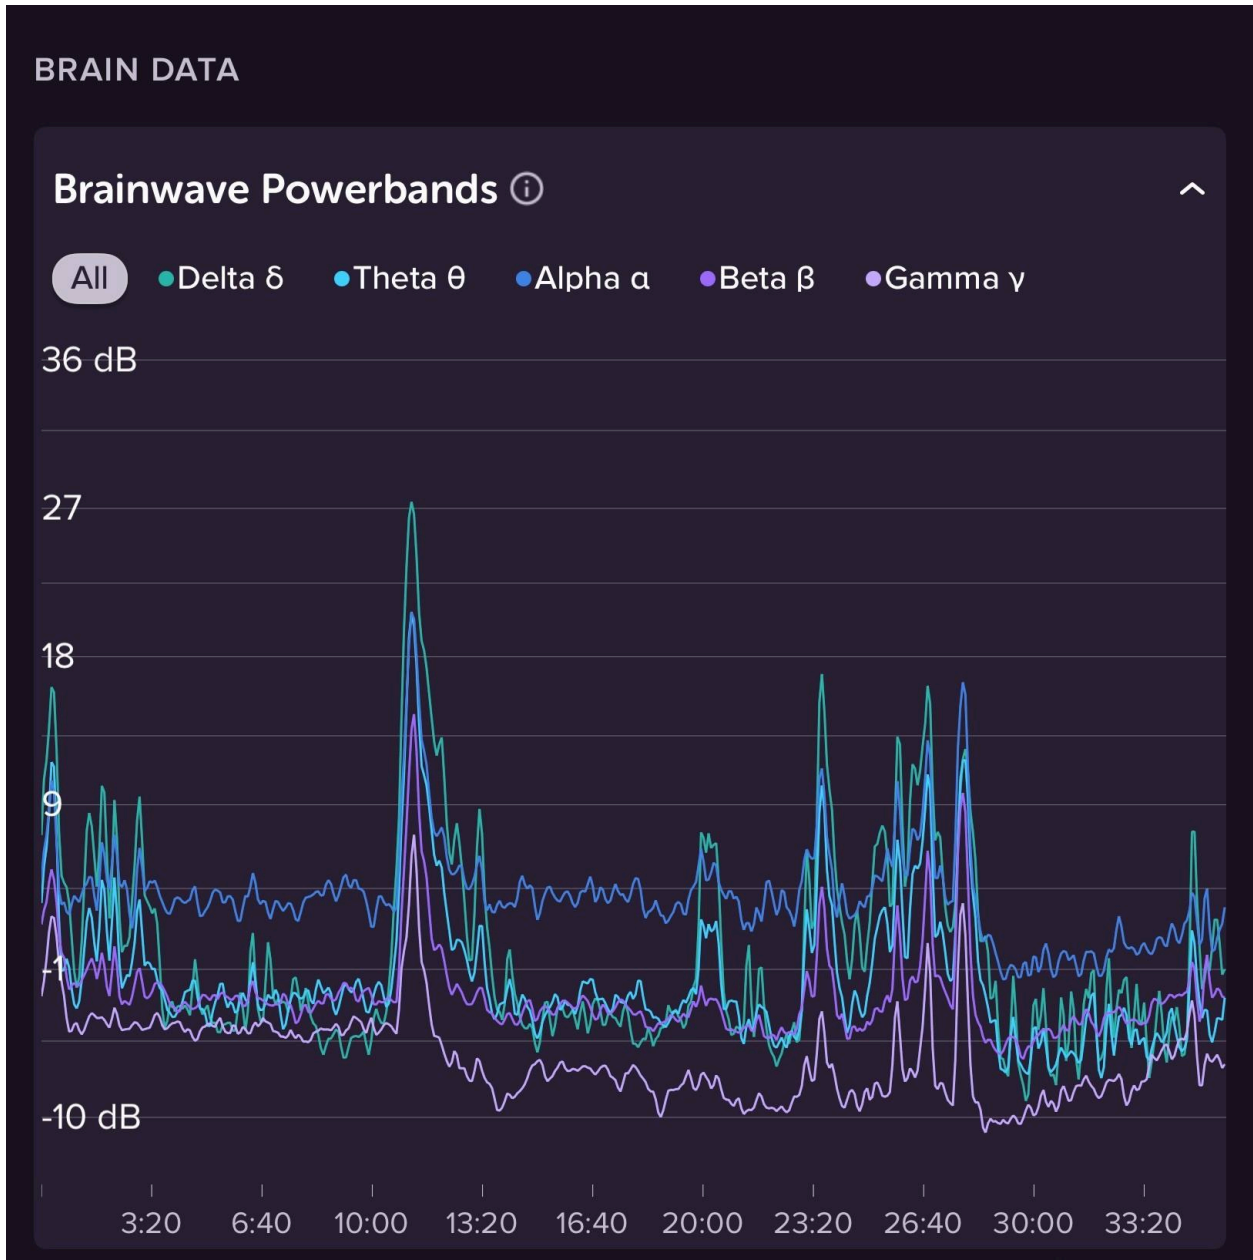 BRAIN DATA
Brainwave Powerbands
All Delta δ Theta θ Alpha α Beta β Gamma γ
36 dB
27
18
9
-1
-10 dB
3:20 6:40 10:00 13:20 16:40 20:00 23:20 26:40 30:00 33:20